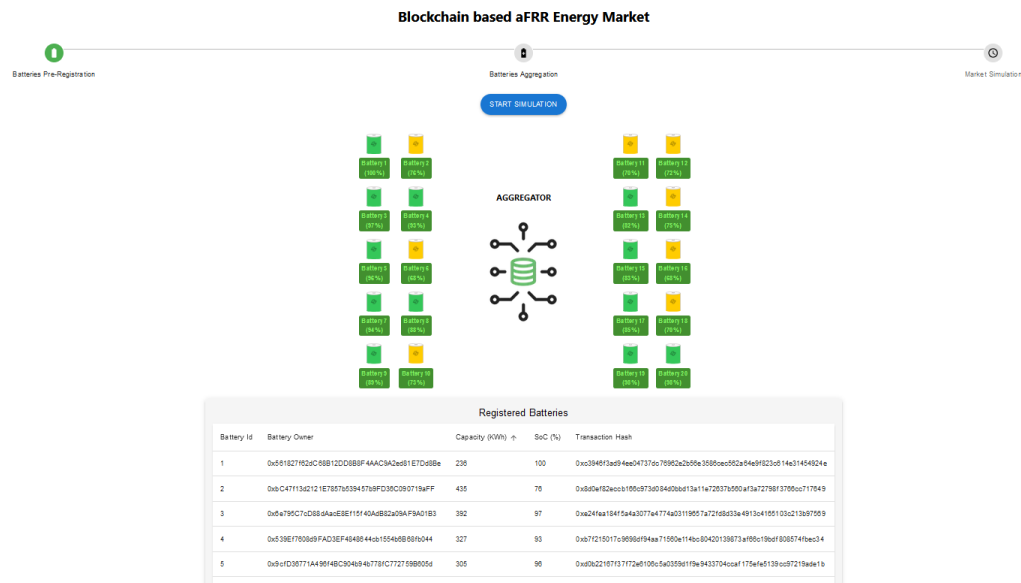 Blockchain based aFRR Energy Market
Batteries Pre-Registration
Batteries Aggregation
Market Simulation
START SIMULATION
Battery 1
(100%)
Battery 2
(76%)
Battery 11
(79%)
Battery 12
(72%)
AGGREGATOR
Battery 3
(97%)
Battery 4
(93%)
Battery 13
(82%)
Battery 14
(75%)
Battery 5
(96%)
Battery 6
(68%)
Battery 15
(83%)
Battery 16
(68%)
Battery 7
(94%)
Battery 8
(88%)
Battery 17
(85%)
Battery 18
(70%)
Battery 9
(89%)
Battery 10
(73%)
Battery 19
(98%)
Battery 20
(98%)
Registered Batteries
Battery Id Battery Owner Capacity (KWh) ↑ SoC (%) Transaction Hash
1 236 100
2 435 76
3 392 97
4 327 93
5 305 96